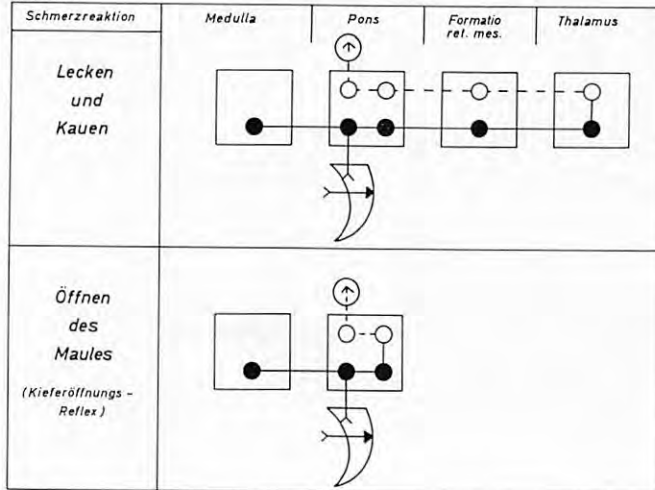 Schmerzreaktion
Medulla
Pons
Formatio
ret. mes.
Thalamus
Lecken
und
Kauen
Öffnen
des
Maules
(Kieferöffnungs -
Reflex)